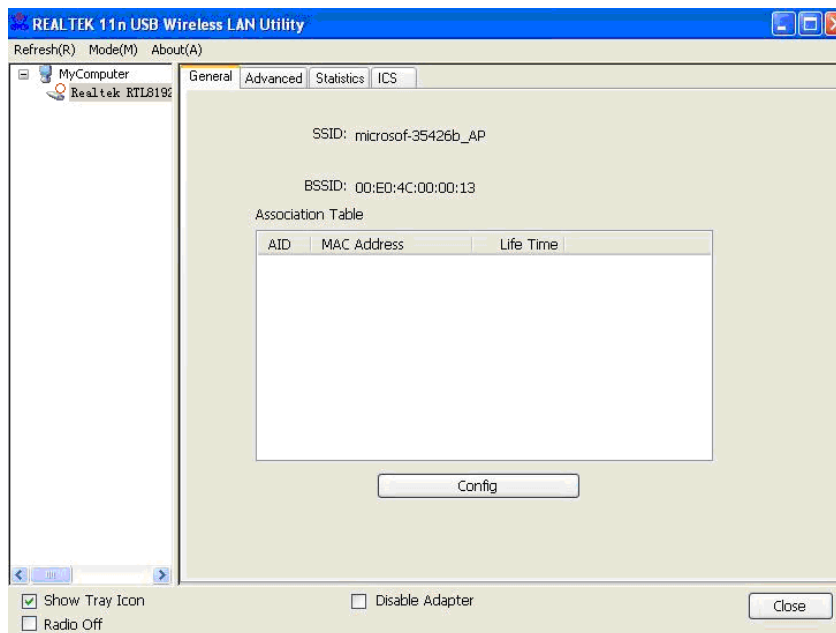 REALTEK 11n USB Wireless LAN Utility
Refresh(R) Mode(M) About(A)
MyComputer
Realtek RTL8192
General Advanced Statistics ICS
SSID: microsof-35426b_AP
BSSID: 00:E0:4C:00:00:13
Association Table
AID MAC Address Life Time
Config
Show Tray Icon
Radio Off
Disable Adapter
Close